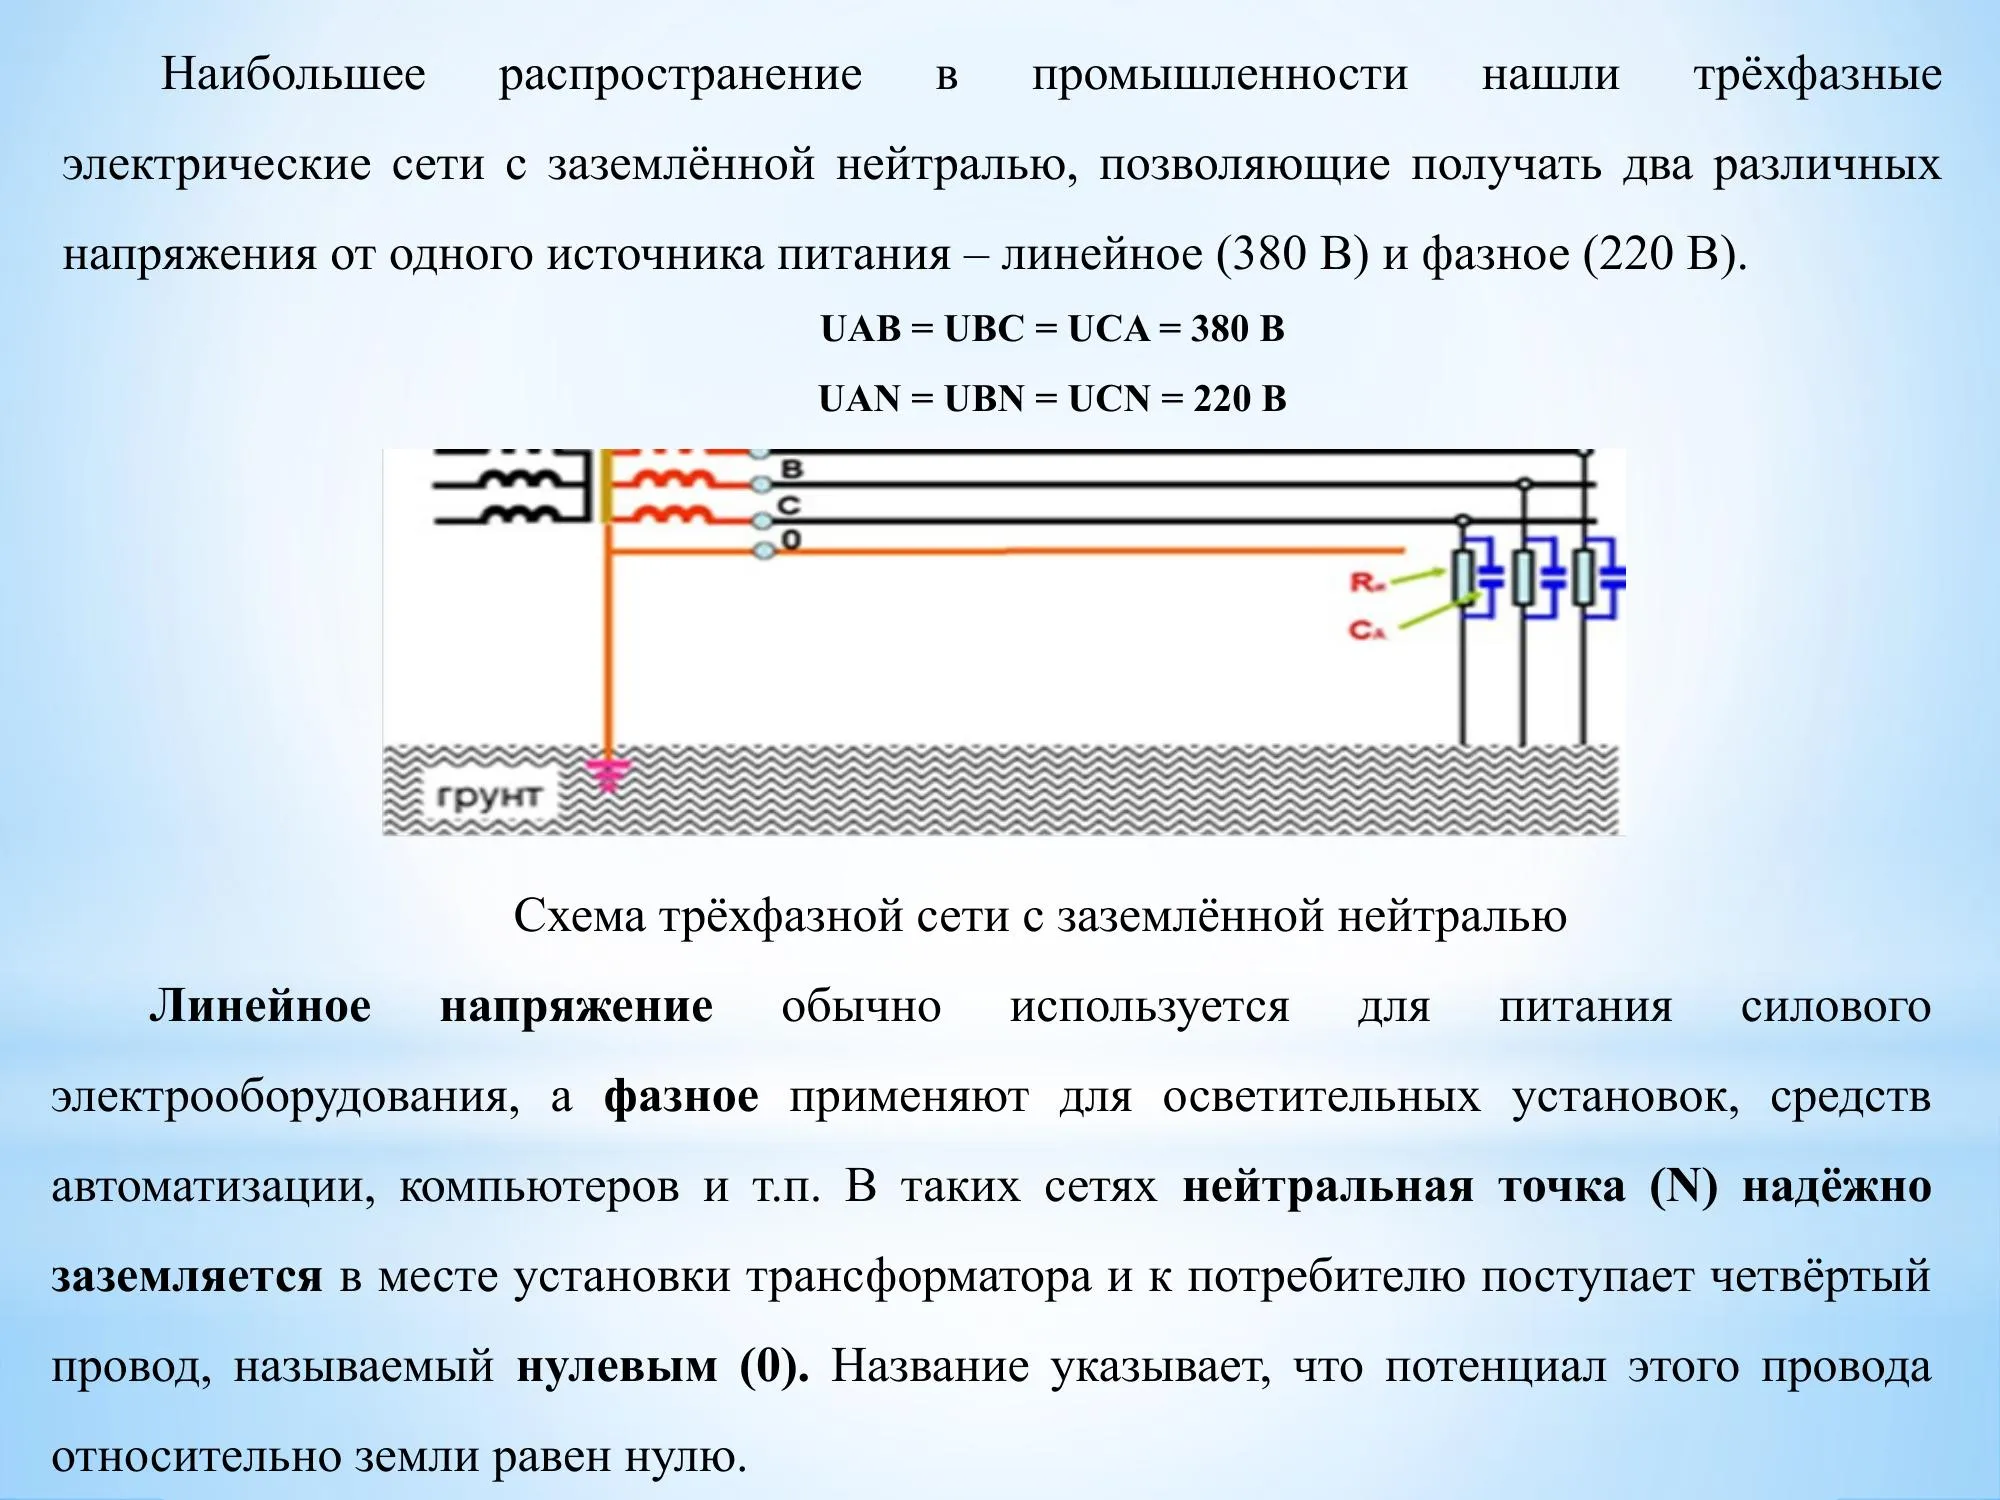 Наибольшее распространение в промышленности нашли трёхфазные
электрические сети с заземлённой нейтралью, позволяющие получать два различных
напряжения от одного источника питания – линейное (380 В) и фазное (220 В).
UAB = UBC = UCA = 380 В
UAN = UBN = UCN = 220 В
B
C
0
R
CA
грунт
Схема трёхфазной сети с заземлённой нейтралью
Линейное напряжение обычно используется для питания силового
электрооборудования, а фазное применяют для осветительных установок, средств
автоматизации, компьютеров и т.п. В таких сетях нейтральная точка (N) надёжно
заземляется в месте установки трансформатора и к потребителю поступает четвёртый
провод, называемый нулевым (0). Название указывает, что потенциал этого провода
относительно земли равен нулю.